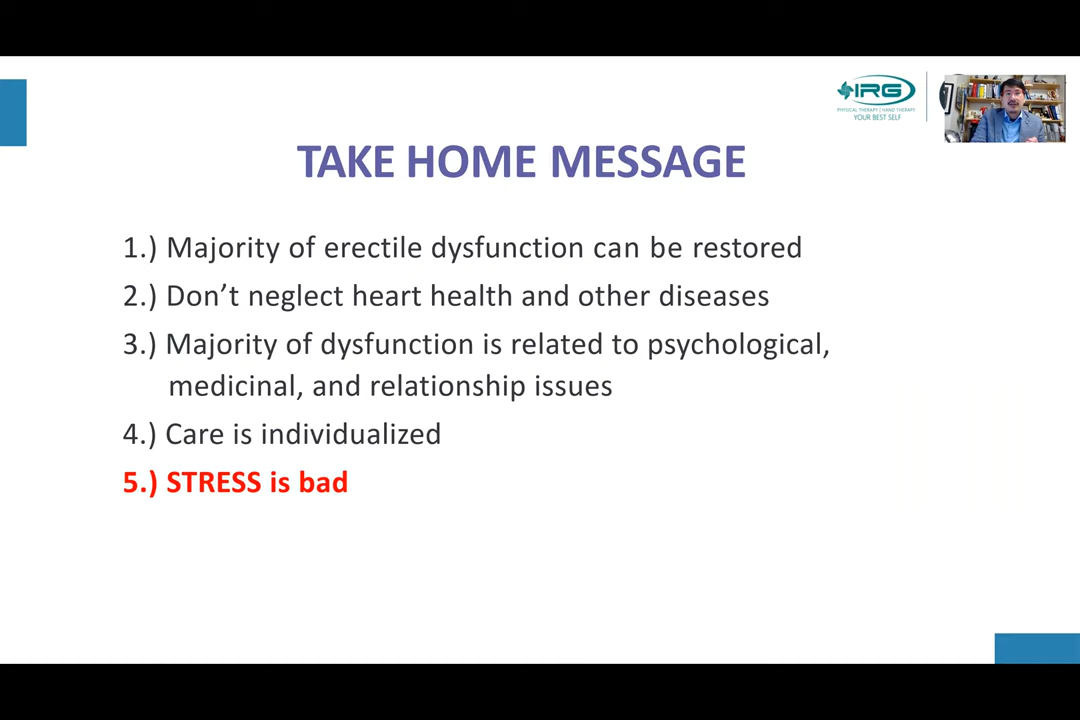 IRG
PHYSICAL THERAPY | HAND THERAPY
YOUR BEST SELF
TAKE HOME MESSAGE
1.) Majority of erectile dysfunction can be restored
2.) Don’t neglect heart health and other diseases
3.) Majority of dysfunction is related to psychological,
medicinal, and relationship issues
4.) Care is individualized
5.) STRESS is bad